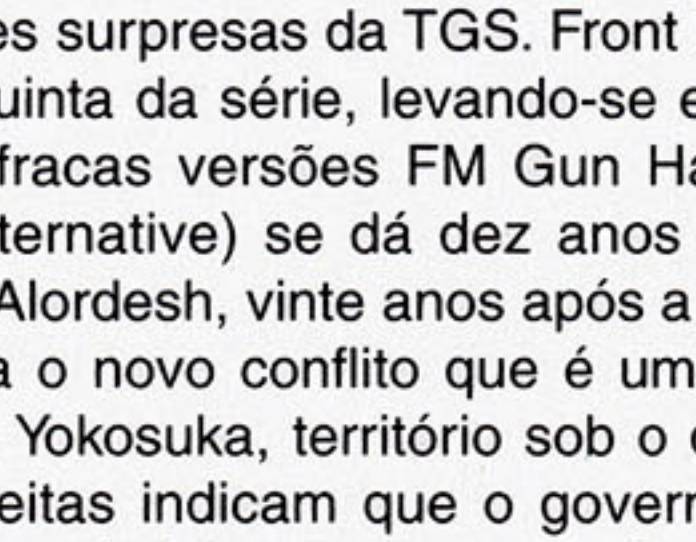 es surpresas da TGS. Front
uinta da série, levando-se e
fracas versões FM Gun Ha
ternative) se dá dez anos
Alordesh, vinte anos após a
a o novo conflito que é um
Yokosuka, território sob o
eitas indicam que o govern